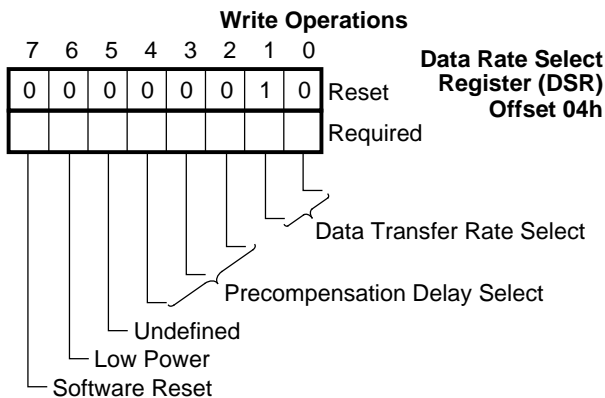 Write Operations
7 6 5 4 3 2 1 0
Data Rate Select
Register (DSR)
Offset 04h
0 0 0 0 0 0 1 0 Reset
Required
Data Transfer Rate Select
Precompensation Delay Select
Undefined
Low Power
Software Reset